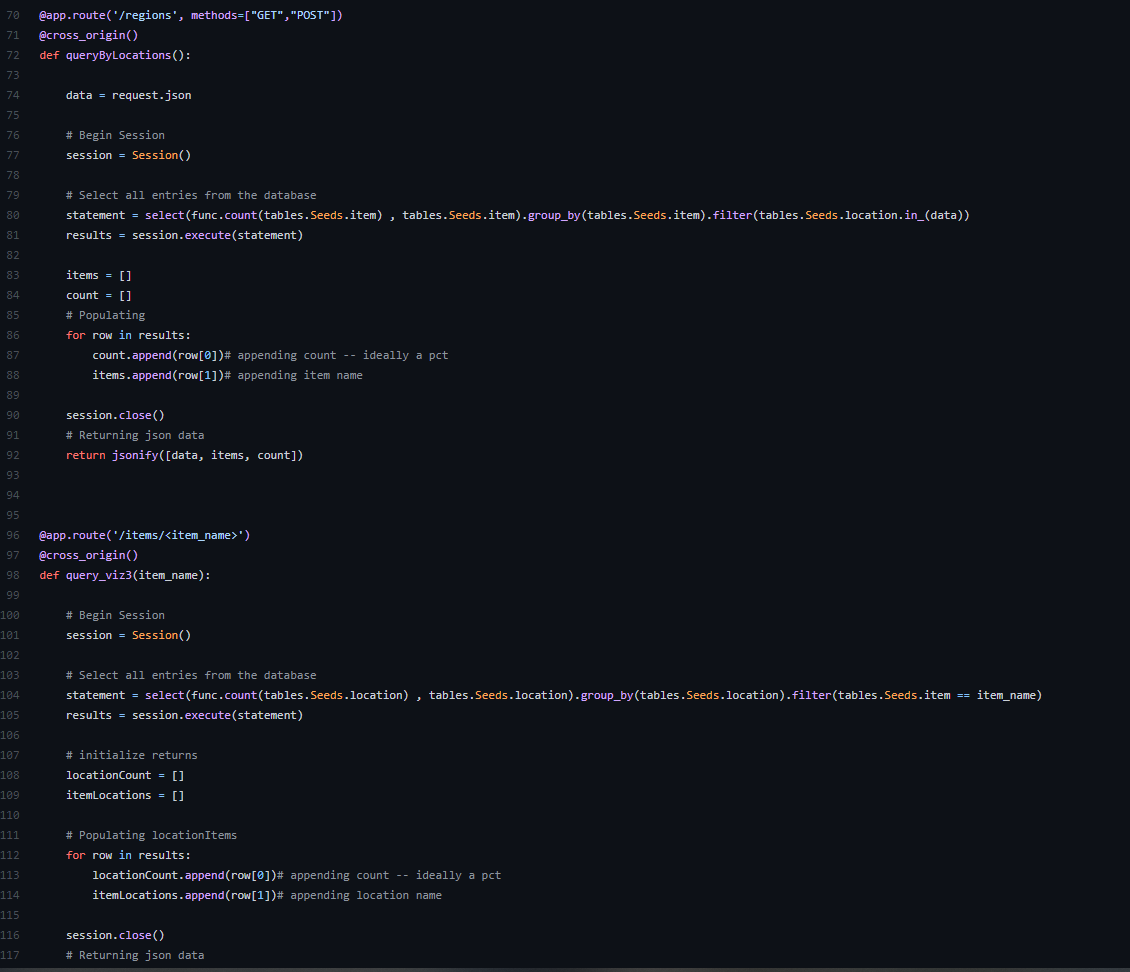 70 @app.route('/regions', methods=["GET","POST"])
71 @cross_origin()
72 def queryByLocations():
73
74     data = request.json
75
76     # Begin Session
77     session = Session()
78
79     # Select all entries from the database
80     statement = select(func.count(tables.Seeds.item) , tables.Seeds.item).group_by(tables.Seeds.item).filter(tables.Seeds.location.in_(data))
81     results = session.execute(statement)
82
83     items = []
84     count = []
85     # Populating
86     for row in results:
87         count.append(row[0])# appending count -- ideally a pct
88         items.append(row[1])# appending item name
89
90     session.close()
91     # Returning json data
92     return jsonify([data, items, count])
93
94
95
96 @app.route('/items/<item_name>')
97 @cross_origin()
98 def query_viz3(item_name):
99
100     # Begin Session
101     session = Session()
102
103     # Select all entries from the database
104     statement = select(func.count(tables.Seeds.location) , tables.Seeds.location).group_by(tables.Seeds.location).filter(tables.Seeds.item == item_name)
105     results = session.execute(statement)
106
107     # initialize returns
108     locationCount = []
109     itemLocations = []
110
111     # Populating locationItems
112     for row in results:
113         locationCount.append(row[0])# appending count -- ideally a pct
114         itemLocations.append(row[1])# appending location name
115
116     session.close()
117     # Returning json data